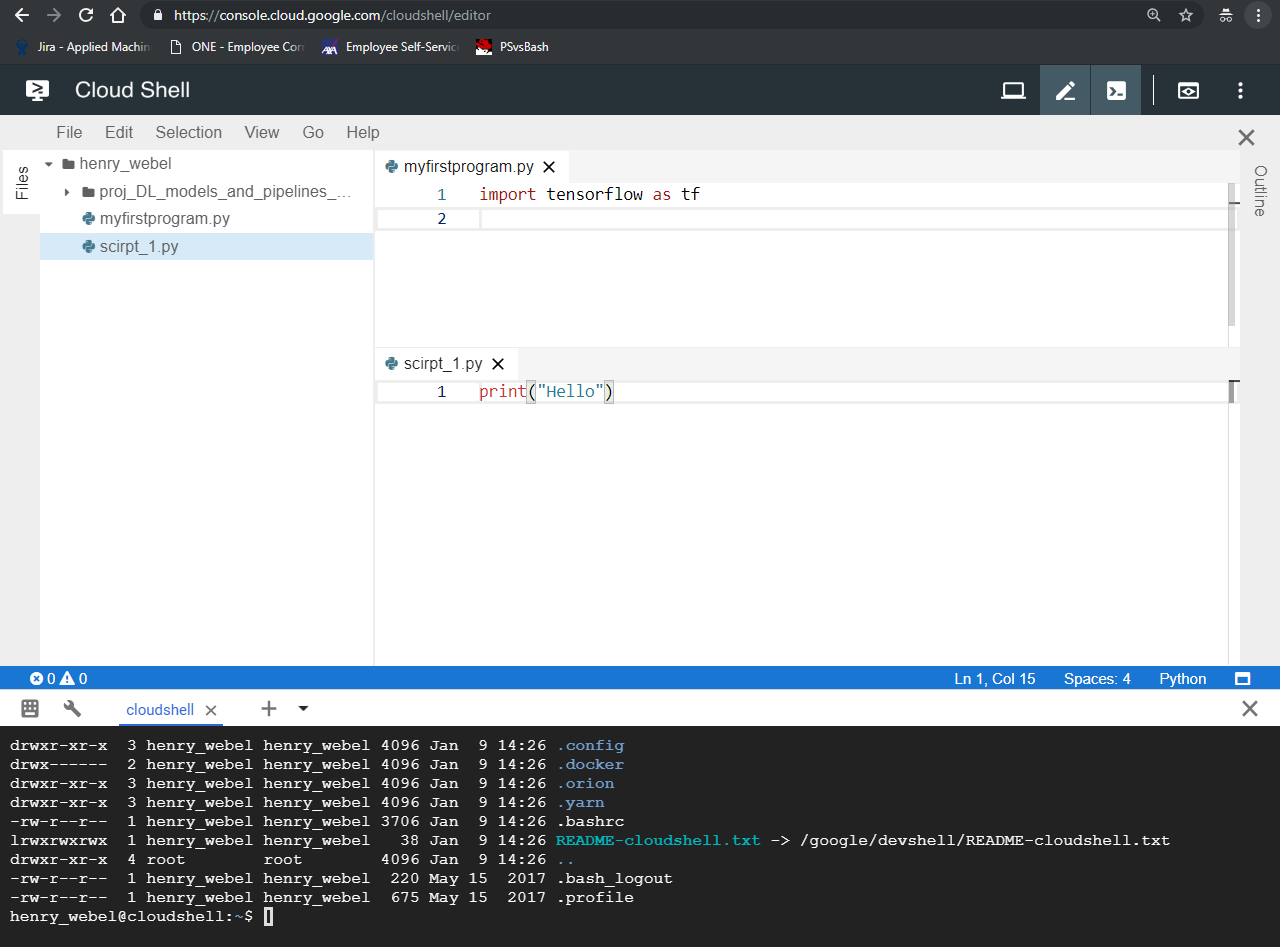 https://console.cloud.google.com/cloudshell/editor
Jira - Applied Machin
ONE - Employee Corr
Employee Self-Servic
PSvsBash
Cloud Shell
File Edit Selection View Go Help
Files
henry_webel
proj_DL_models_and_pipelines_...
myfirstprogram.py
scirpt_1.py
myfirstprogram.py
1 import tensorflow as tf
2
Outline
scirpt_1.py
1 print("Hello")
0 0 Ln 1, Col 15 Spaces: 4 Python
cloudshell
drwxr-xr-x 3 henry_webel henry_webel 4096 Jan 9 14:26 .config
drwx------ 2 henry_webel henry_webel 4096 Jan 9 14:26 .docker
drwxr-xr-x 3 henry_webel henry_webel 4096 Jan 9 14:26 .orion
drwxr-xr-x 3 henry_webel henry_webel 4096 Jan 9 14:26 .yarn
-rw-r--r-- 1 henry_webel henry_webel 3706 Jan 9 14:26 .bashrc
lrwxrwxrwx 1 henry_webel henry_webel 38 Jan 9 14:26 README-cloudshell.txt -> /google/devshell/README-cloudshell.txt
drwxr-xr-x 4 root root 4096 Jan 9 14:26 ..
-rw-r--r-- 1 henry_webel henry_webel 220 May 15 2017 .bash_logout
-rw-r--r-- 1 henry_webel henry_webel 675 May 15 2017 .profile
henry_webel@cloudshell:~$